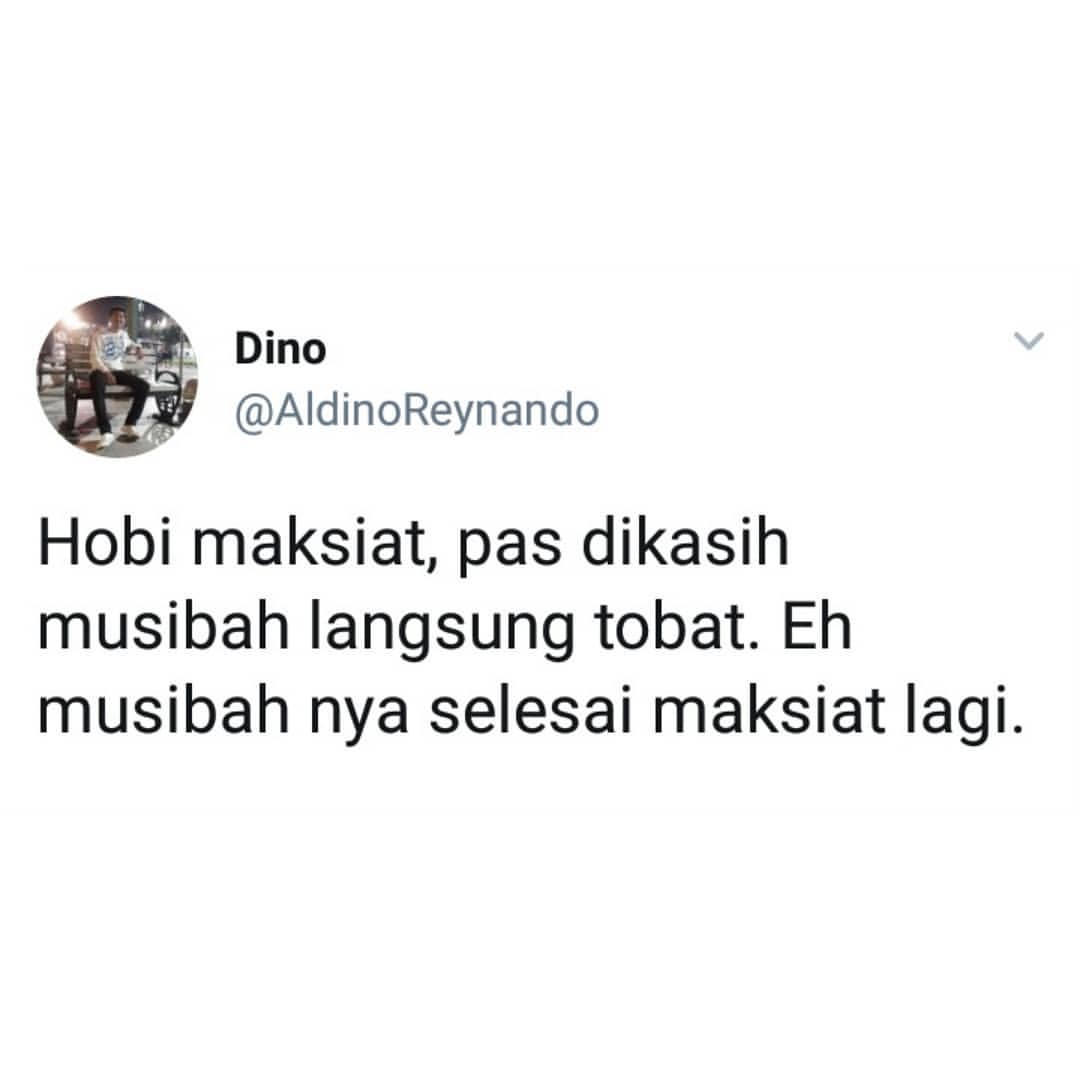 Dino
@AldinoReynando
Hobi maksiat, pas dikasih
musibah langsung tobat. Eh
musibah nya selesai maksiat lagi.